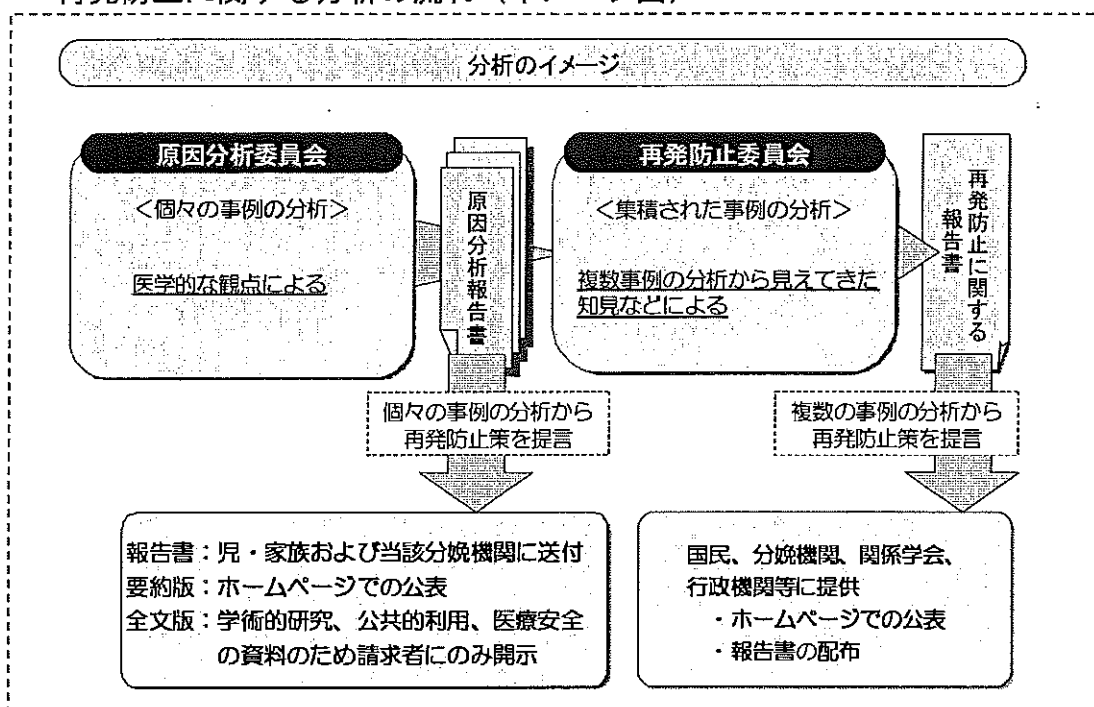 分析のイメージ
原因分析委員会
＜個々の事例の分析＞
医学的な観点による
原因分析報告書
再発防止委員会
＜集積された事例の分析＞
複数事例の分析から見えてきた
知見などによる
再発防止に関する
報告書
個々の事例の分析から
再発防止策を提言
複数の事例の分析から
再発防止策を提言
報告書：児・家族および当該分娩機関に送付
要約版：ホームページでの公表
全文版：学術的研究、公共的利用、医療安全
の資料のため請求者にのみ開示
国民、分娩機関、関係学会、
行政機関等に提供
・ホームページでの公表
・報告書の配布